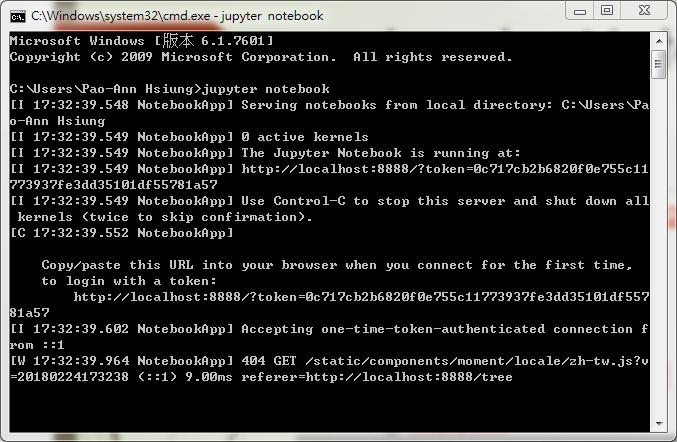 C:\Windows\system32\cmd.exe - jupyter notebook
Microsoft Windows [版本 6.1.7601]
Copyright (c) 2009 Microsoft Corporation.  All rights reserved.
C:\Users\Pao-Ann Hsiung>jupyter notebook
[I 17:32:39.548 NotebookApp] Serving notebooks from local directory: C:\Users\Pa
o-Ann Hsiung
[I 17:32:39.549 NotebookApp] 0 active kernels
[I 17:32:39.549 NotebookApp] The Jupyter Notebook is running at:
[I 17:32:39.549 NotebookApp] http://localhost:8888/?token=0c717cb2b6820f0e755c11
773937fe3dd35101df55781a57
[I 17:32:39.549 NotebookApp] Use Control-C to stop this server and shut down all
 kernels (twice to skip confirmation).
[C 17:32:39.552 NotebookApp]
    Copy/paste this URL into your browser when you connect for the first time,
    to login with a token:
        http://localhost:8888/?token=0c717cb2b6820f0e755c11773937fe3dd35101df557
81a57
[I 17:32:39.602 NotebookApp] Accepting one-time-token-authenticated connection f
rom ::1
[W 17:32:39.964 NotebookApp] 404 GET /static/components/moment/locale/zh-tw.js?v
=20180224173238 (::1) 9.00ms referer=http://localhost:8888/tree